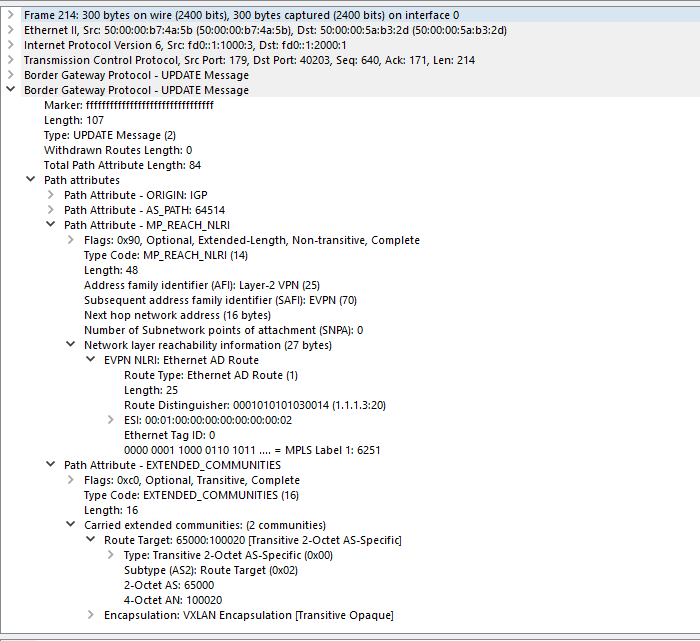 Frame 214: 300 bytes on wire (2400 bits), 300 bytes captured (2400 bits) on interface 0
Ethernet II, Src: 50:00:00:b7:4a:5b (50:00:00:b7:4a:5b), Dst: 50:00:00:5a:b3:2d (50:00:00:5a:b3:2d)
Internet Protocol Version 6, Src: fd0::1:1000:3, Dst: fd0::1:2000:1
Transmission Control Protocol, Src Port: 179, Dst Port: 40203, Seq: 640, Ack: 171, Len: 214
Border Gateway Protocol - UPDATE Message
Border Gateway Protocol - UPDATE Message
Marker: ffffffffffffffffffffffffffffffff
Length: 107
Type: UPDATE Message (2)
Withdrawn Routes Length: 0
Total Path Attribute Length: 84
Path attributes
Path Attribute - ORIGIN: IGP
Path Attribute - AS_PATH: 64514
Path Attribute - MP_REACH_NLRI
Flags: 0x90, Optional, Extended-Length, Non-transitive, Complete
Type Code: MP_REACH_NLRI (14)
Length: 48
Address family identifier (AFI): Layer-2 VPN (25)
Subsequent address family identifier (SAFI): EVPN (70)
Next hop network address (16 bytes)
Number of Subnetwork points of attachment (SNPA): 0
Network layer reachability information (27 bytes)
EVPN NLRI: Ethernet AD Route
Route Type: Ethernet AD Route (1)
Length: 25
Route Distinguisher: 0001010101030014 (1.1.1.3:20)
ESI: 00:01:00:00:00:00:00:00:00:02
Ethernet Tag ID: 0
0000 0001 1000 0110 1011 .... = MPLS Label 1: 6251
Path Attribute - EXTENDED_COMMUNITIES
Flags: 0xc0, Optional, Transitive, Complete
Type Code: EXTENDED_COMMUNITIES (16)
Length: 16
Carried extended communities: (2 communities)
Route Target: 65000:100020 [Transitive 2-Octet AS-Specific]
Type: Transitive 2-Octet AS-Specific (0x00)
Subtype (AS2): Route Target (0x02)
2-Octet AS: 65000
4-Octet AN: 100020
Encapsulation: VXLAN Encapsulation [Transitive Opaque]